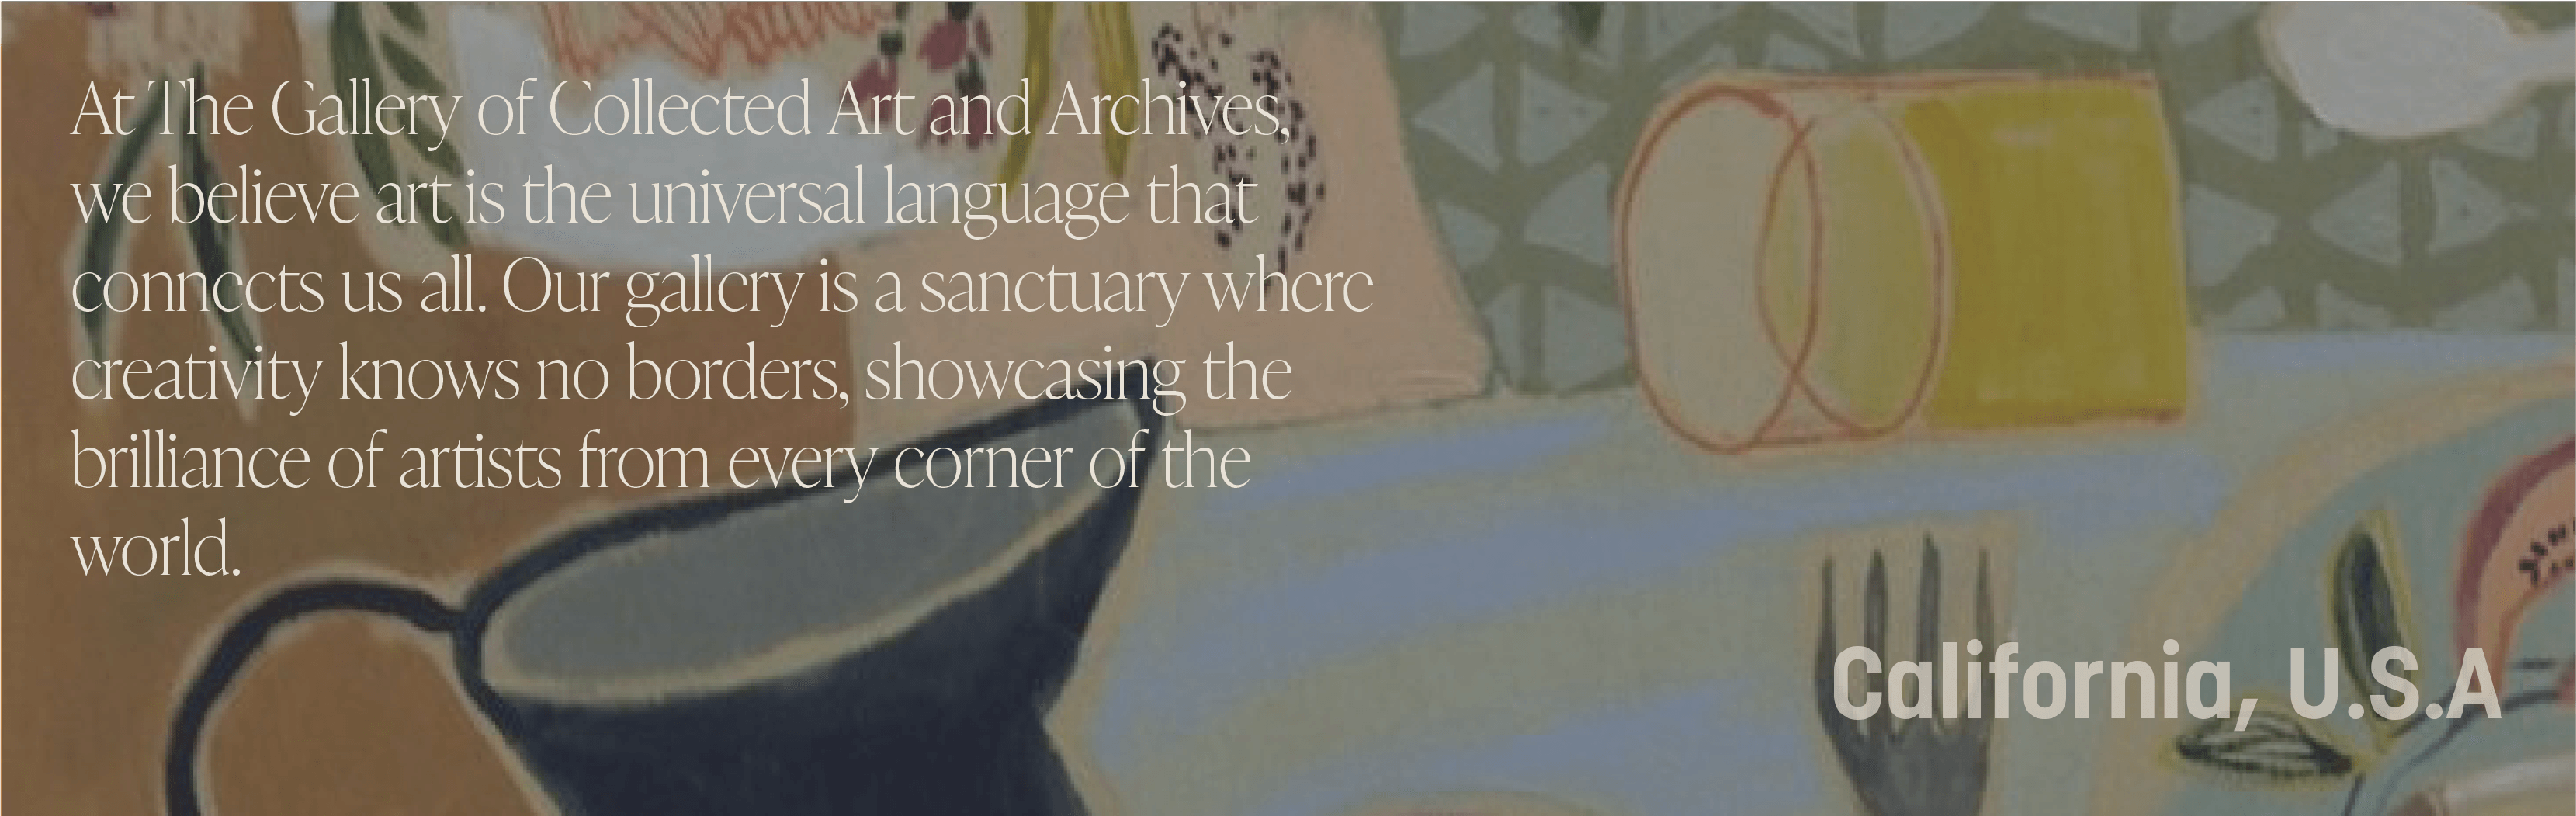 At The Gallery of Collected Art and Archives,
we believe art is the universal language that
connects us all. Our gallery is a sanctuary where
creativity knows no borders, showcasing the
brilliance of artists from every corner of the
world.
California, U.S.A